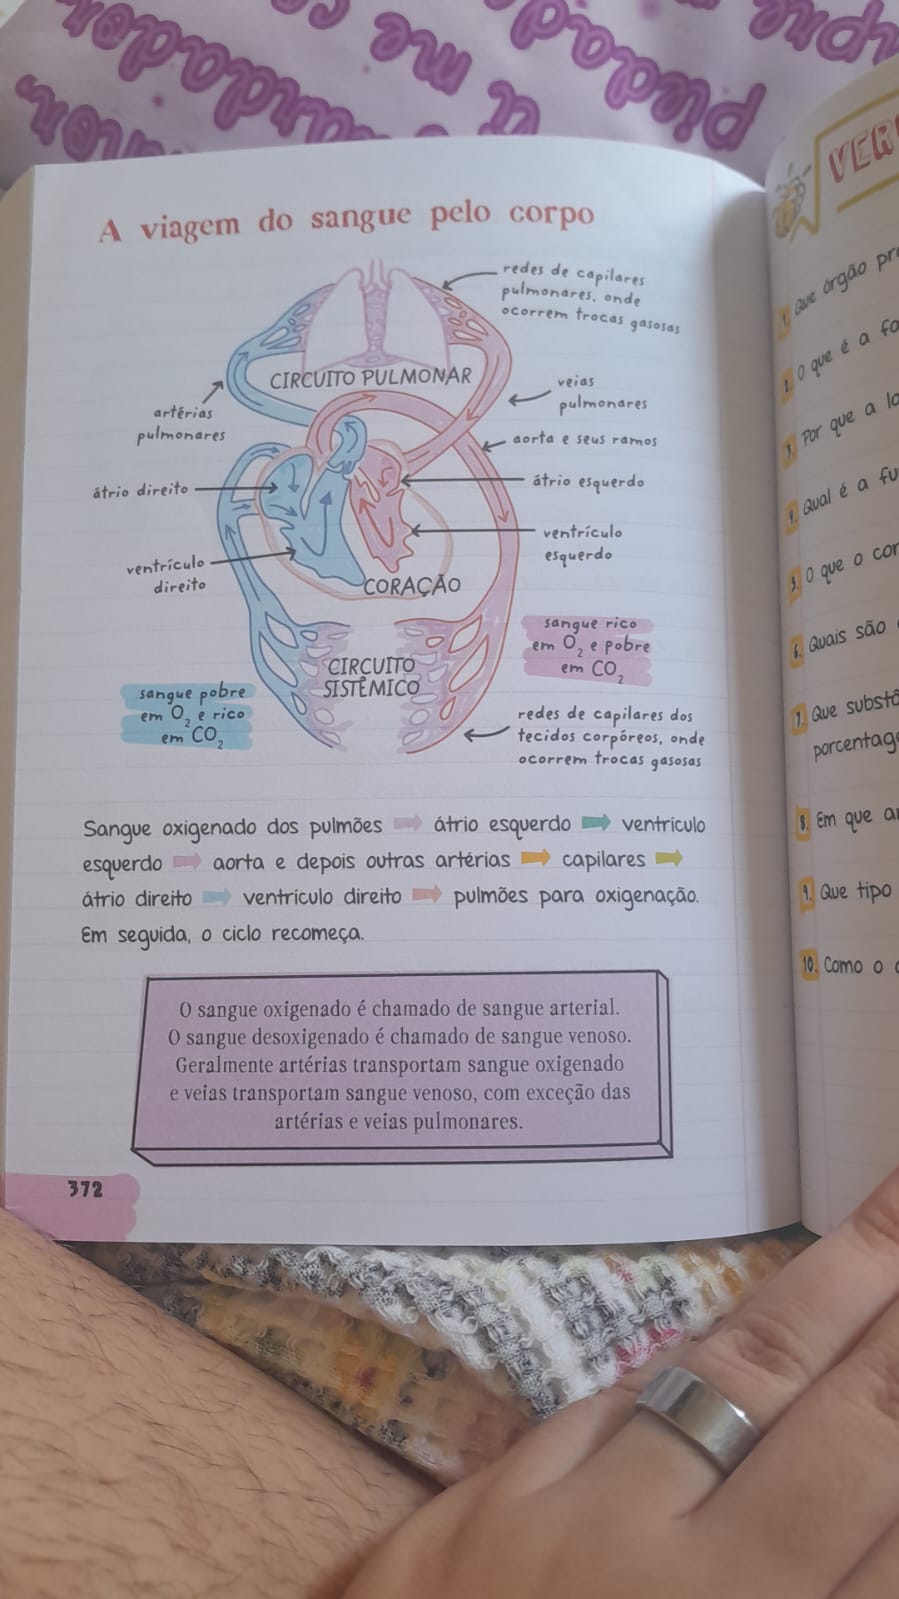 A viagem do sangue pelo corpo
redes de capilares
pulmonares, onde
ocorrem trocas gasosas
CIRCUITO PULMONAR
artérias
pulmonares
veias
pulmonares
aorta e seus ramos
átrio direito
átrio esquerdo
ventrículo
esquerdo
ventrículo
direito
CORAÇÃO
sangue rico
em O2 e pobre
em CO2
CIRCUITO
SISTÊMICO
sangue pobre
em O2 e rico
em CO2
redes de capilares dos
tecidos corpóreos, onde
ocorrem trocas gasosas
Sangue oxigenado dos pulmões ➡ átrio esquerdo ➡ ventrículo
esquerdo ➡ aorta e depois outras artérias ➡ capilares ➡
átrio direito ➡ ventrículo direito ➡ pulmões para oxigenação.
Em seguida, o ciclo recomeça.
O sangue oxigenado é chamado de sangue arterial.
O sangue desoxigenado é chamado de sangue venoso.
Geralmente artérias transportam sangue oxigenado
e veias transportam sangue venoso, com exceção das
artérias e veias pulmonares.
372
VER
1. Que órgão pr
2. O que é a fo
3. Por que a la
4. Qual é a fu
5. O que o cor
6. Quais são
7. Que substâ
porcentag
8. Em que a
9. Que tipo
10. Como o